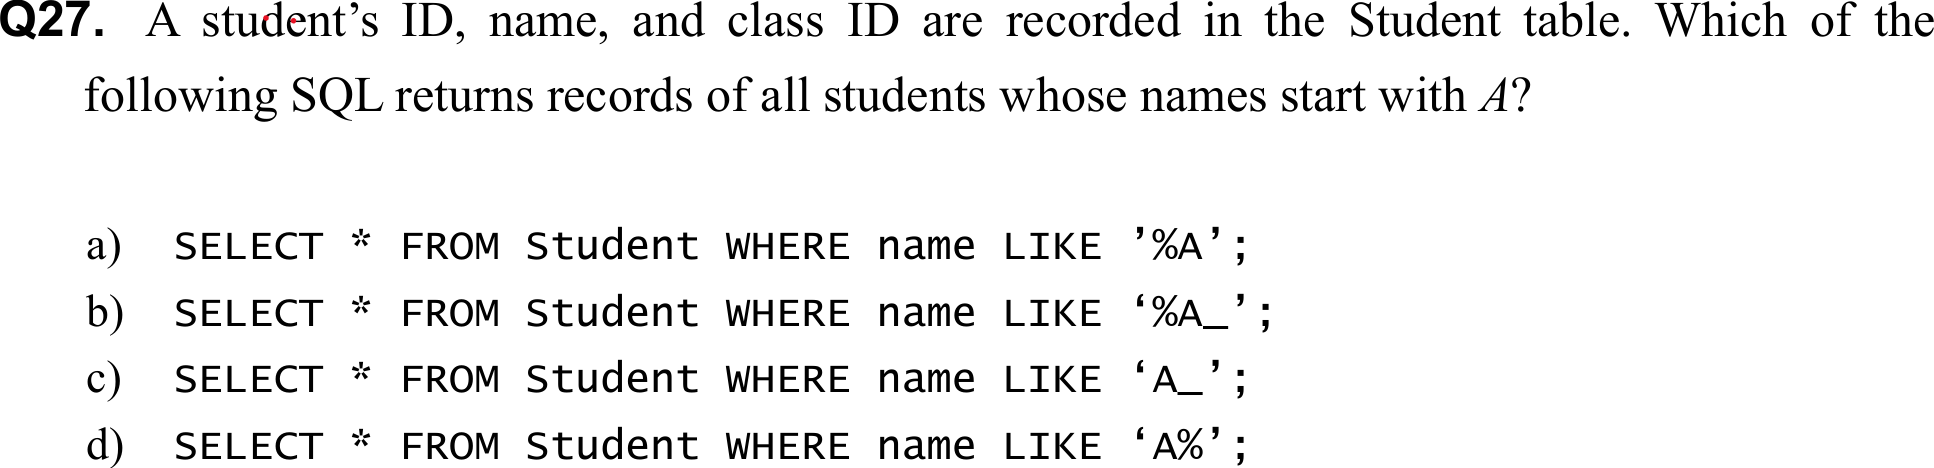 Q27. A student’s ID, name, and class ID are recorded in the Student table. Which of the
following SQL returns records of all students whose names start with A?
a) SELECT * FROM Student WHERE name LIKE ’%A’;
b) SELECT * FROM Student WHERE name LIKE ‘%A_’;
c) SELECT * FROM Student WHERE name LIKE ‘A_’;
d) SELECT * FROM Student WHERE name LIKE ‘A%’;